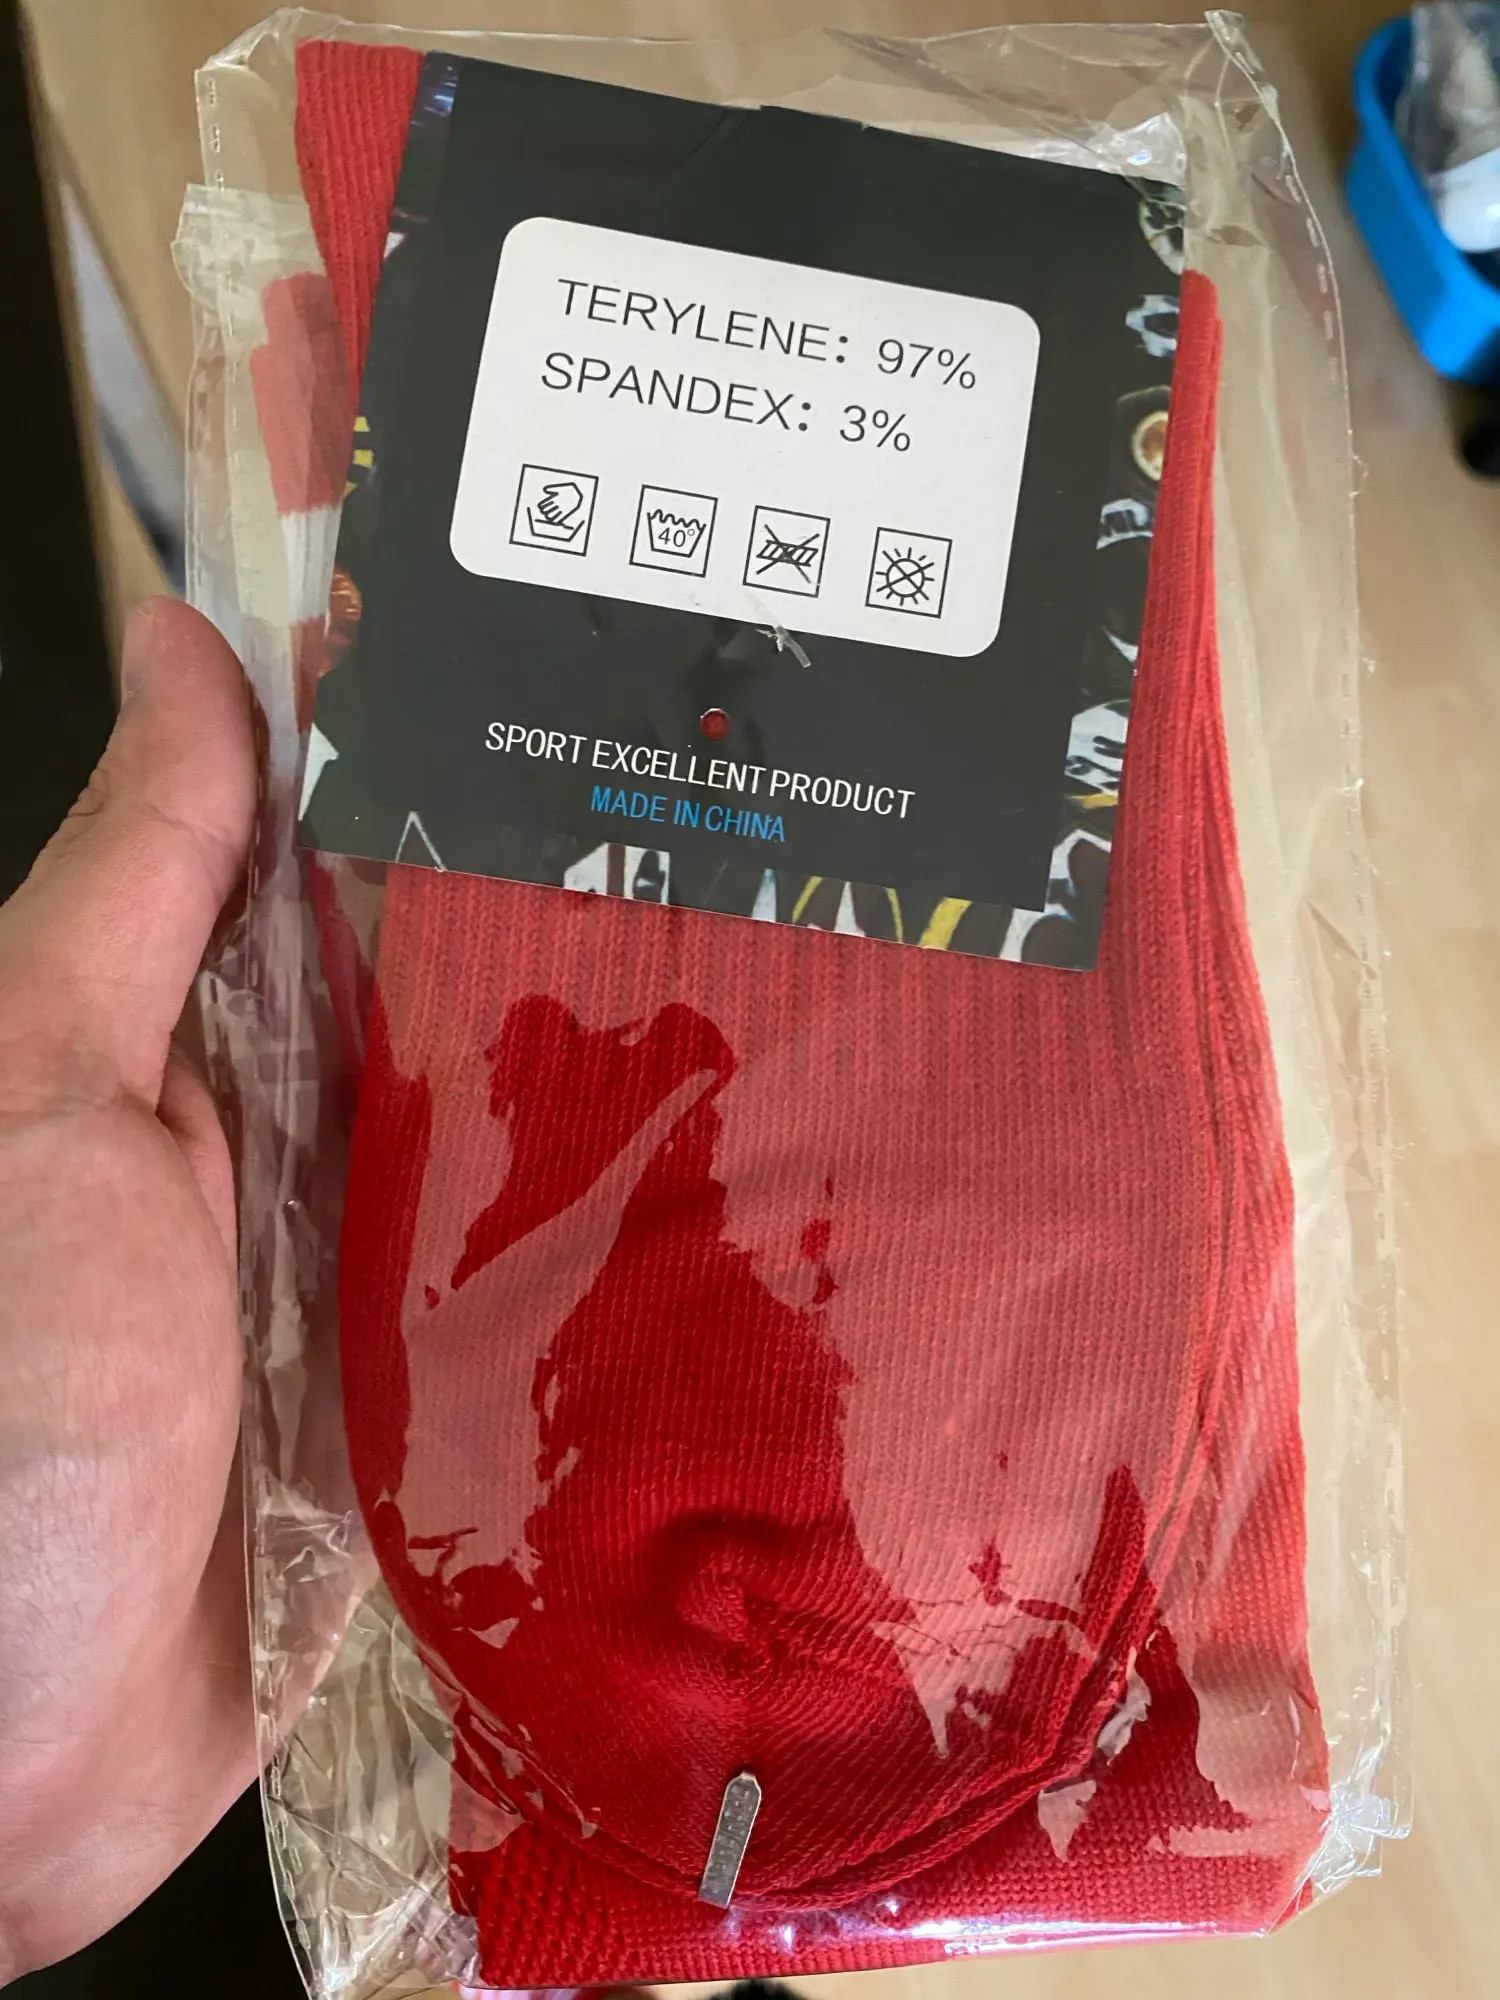 TERYLENE: 97%
SPANDEX: 3%
40°
SPORT EXCELLENT PRODUCT
MADE IN CHINA